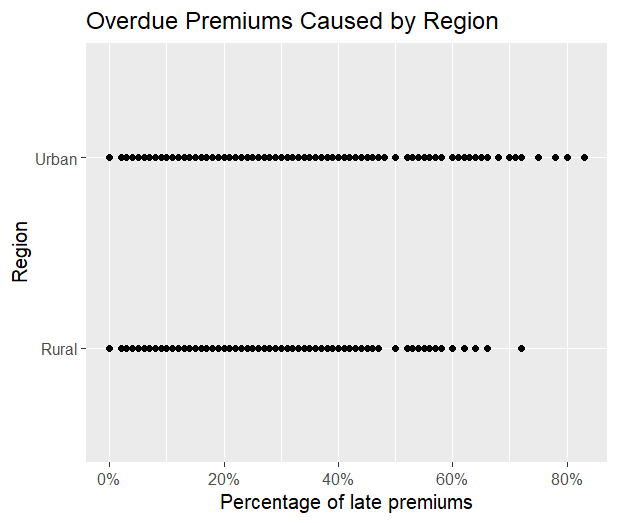 Overdue Premiums Caused by Region
Region
Urban
Rural
0% 20% 40% 60% 80%
Percentage of late premiums